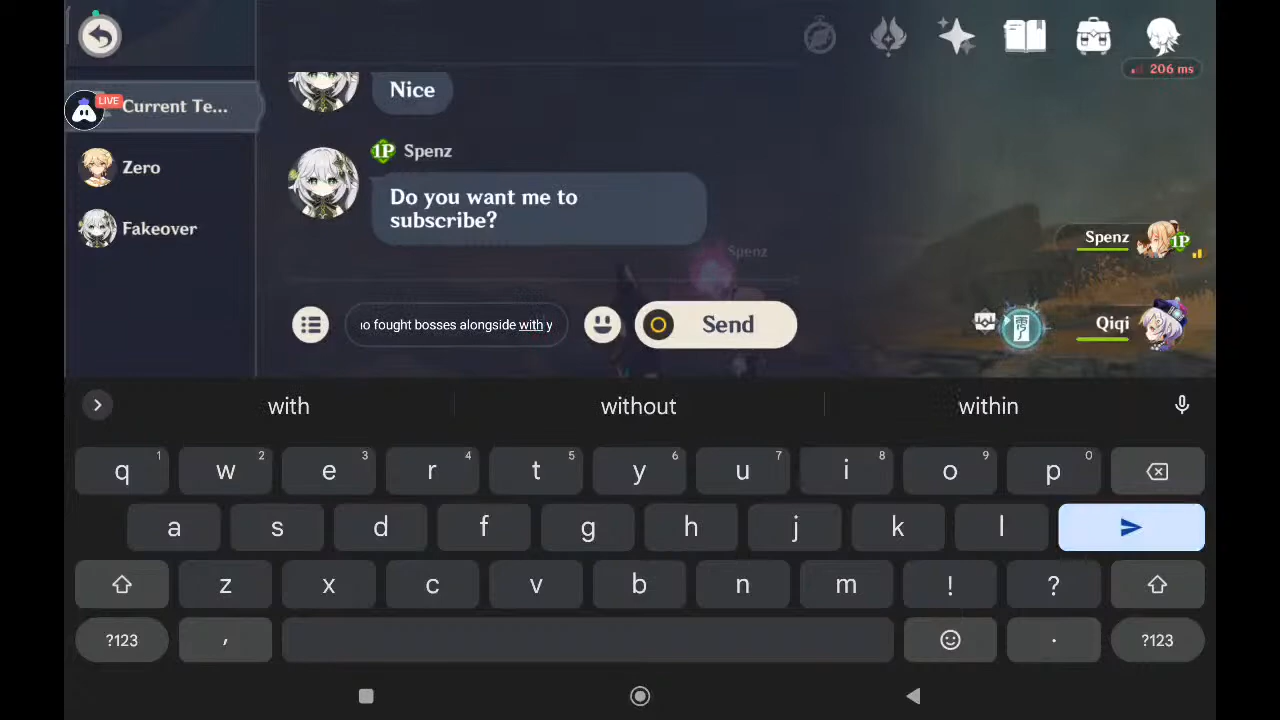 LIVE
Current Te...
Zero
Fakeover
Nice
1P Spenz
Do you want me to
subscribe?
Spenz
ıo fought bosses alongside with y
Send
206 ms
Spenz 1P
Qiqi
with without within
q 1 w 2 e 3 r 4 t 5 y 6 u 7 i 8 o 9 p 0
a s d f g h j k l
z x c v b n m ! ?
?123 , . ?123